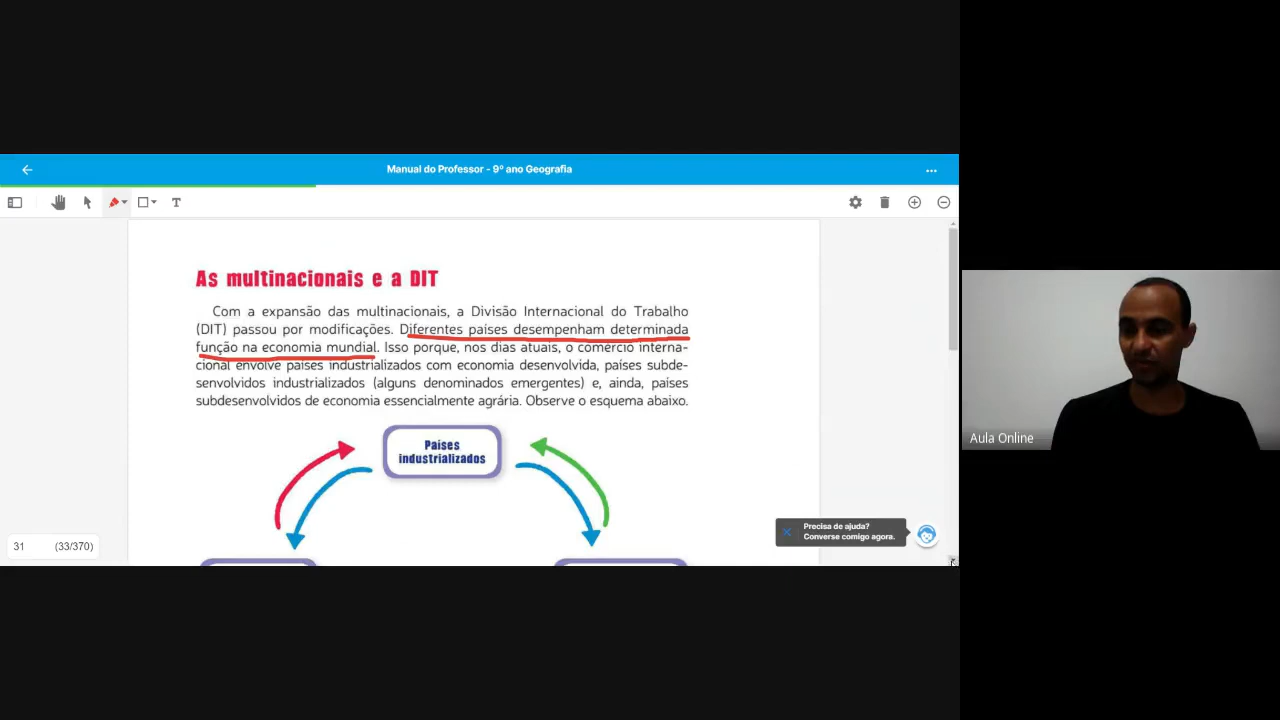 Manual do Professor - 9º ano Geografia
...
T
As multinacionais e a DIT
Com a expansão das multinacionais, a Divisão Internacional do Trabalho
(DIT) passou por modificações. Diferentes países desempenham determinada
função na economia mundial. Isso porque, nos dias atuais, o comércio interna-
cional envolve países industrializados com economia desenvolvida, países subde-
senvolvidos industrializados (alguns denominados emergentes) e, ainda, países
subdesenvolvidos de economia essencialmente agrária. Observe o esquema abaixo.
Países
industrializados
Precisa de ajuda?
Converse comigo agora.
31 (33/370)
Aula Online